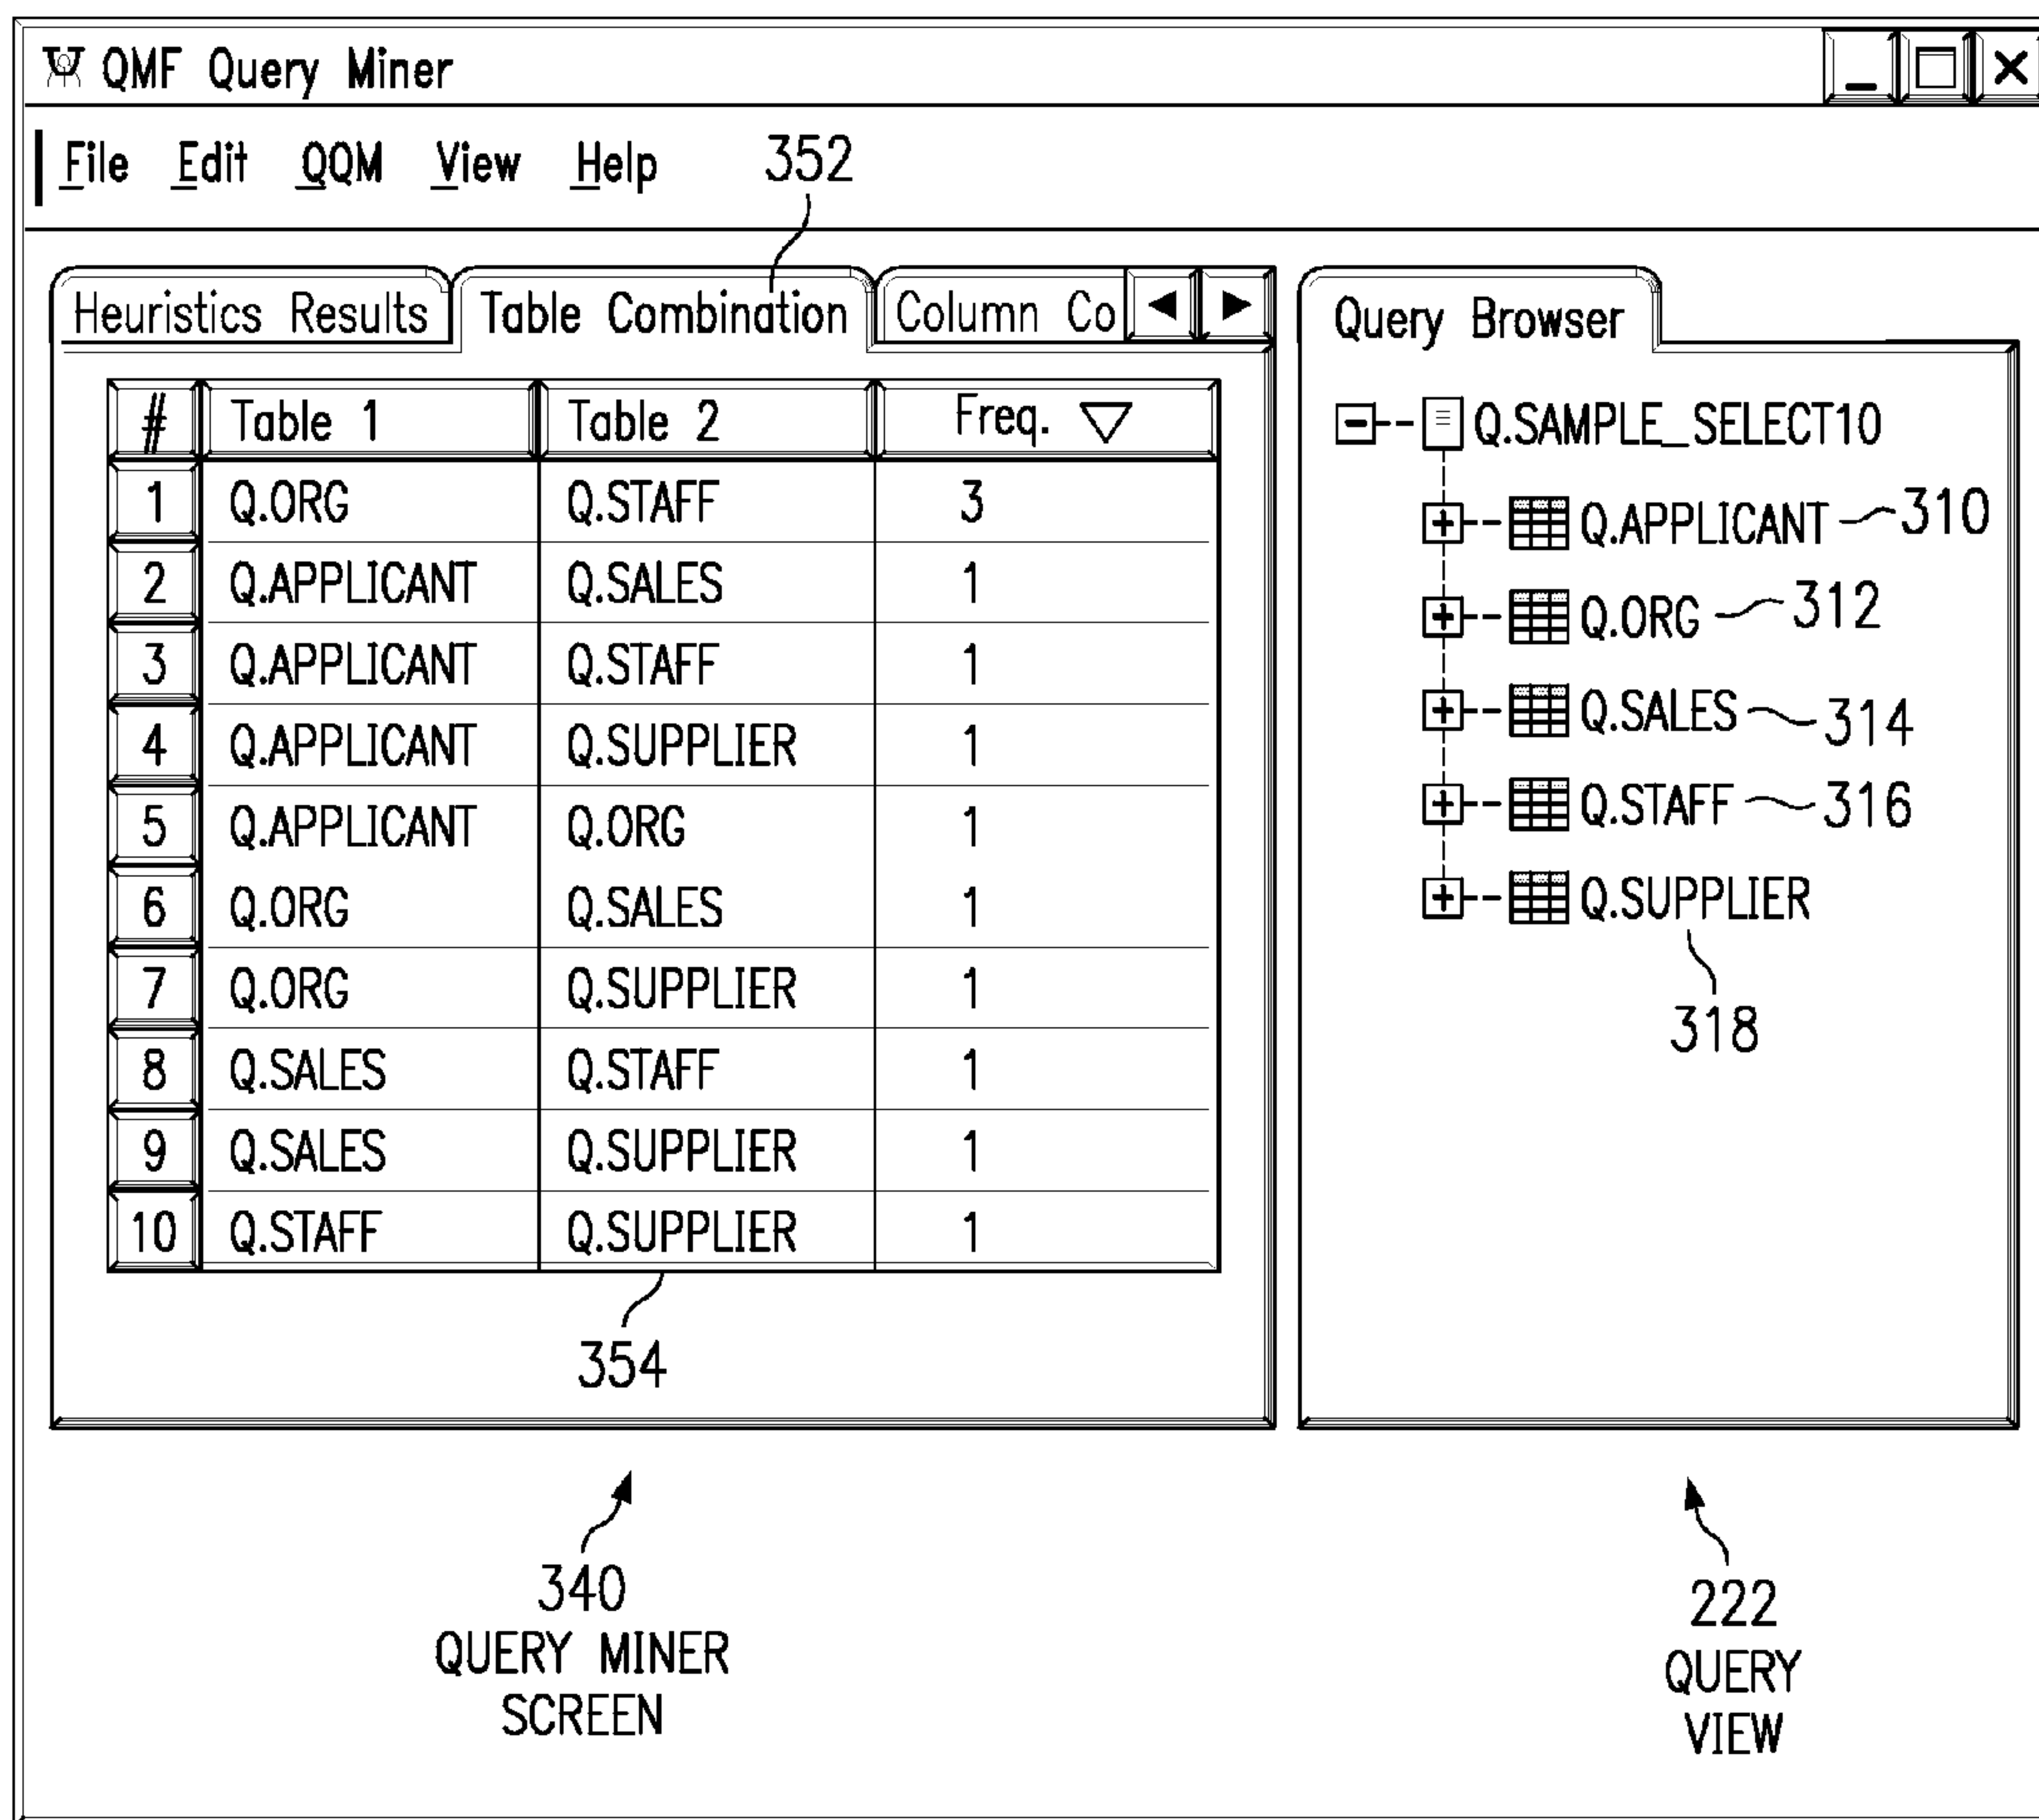 QMF Query Miner
File Edit QQM View Help
352
Heuristics Results Table Combination Column Co
# Table 1 Table 2 Freq.
1 Q.ORG Q.STAFF 3
2 Q.APPLICANT Q.SALES 1
3 Q.APPLICANT Q.STAFF 1
4 Q.APPLICANT Q.SUPPLIER 1
5 Q.APPLICANT Q.ORG 1
6 Q.ORG Q.SALES 1
7 Q.ORG Q.SUPPLIER 1
8 Q.SALES Q.STAFF 1
9 Q.SALES Q.SUPPLIER 1
10 Q.STAFF Q.SUPPLIER 1
354
340
QUERY MINER
SCREEN
Query Browser
Q.SAMPLE_SELECT10
Q.APPLICANT 310
Q.ORG 312
Q.SALES 314
Q.STAFF 316
Q.SUPPLIER
318
222
QUERY
VIEW